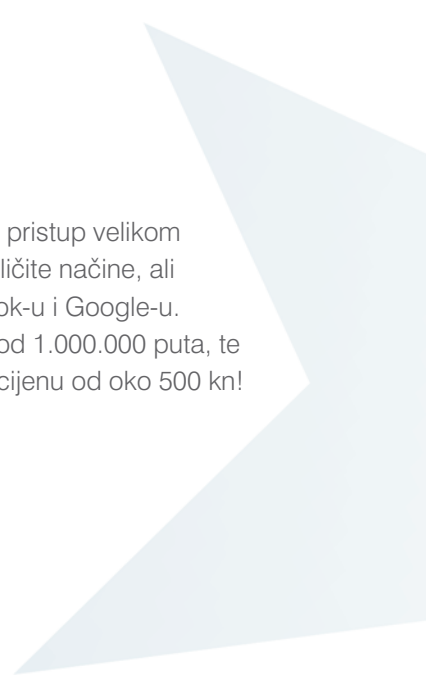 pristup velikom
ličite načine, ali
ok-u i Google-u.
od 1.000.000 puta, te
cijenu od oko 500 kn!